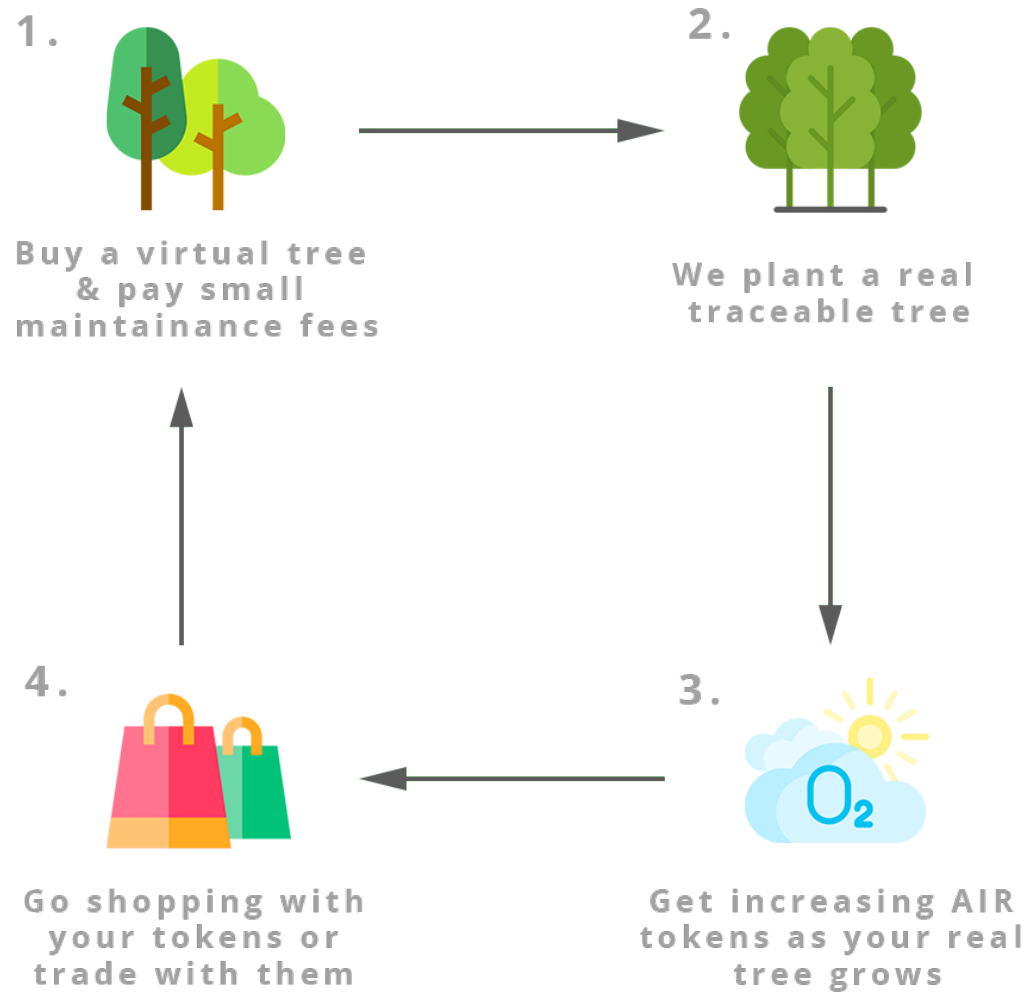 1.
Buy a virtual tree
& pay small
maintainance fees
2.
We plant a real
traceable tree
3.
O2
Get increasing AIR
tokens as your real
tree grows
4.
Go shopping with
your tokens or
trade with them